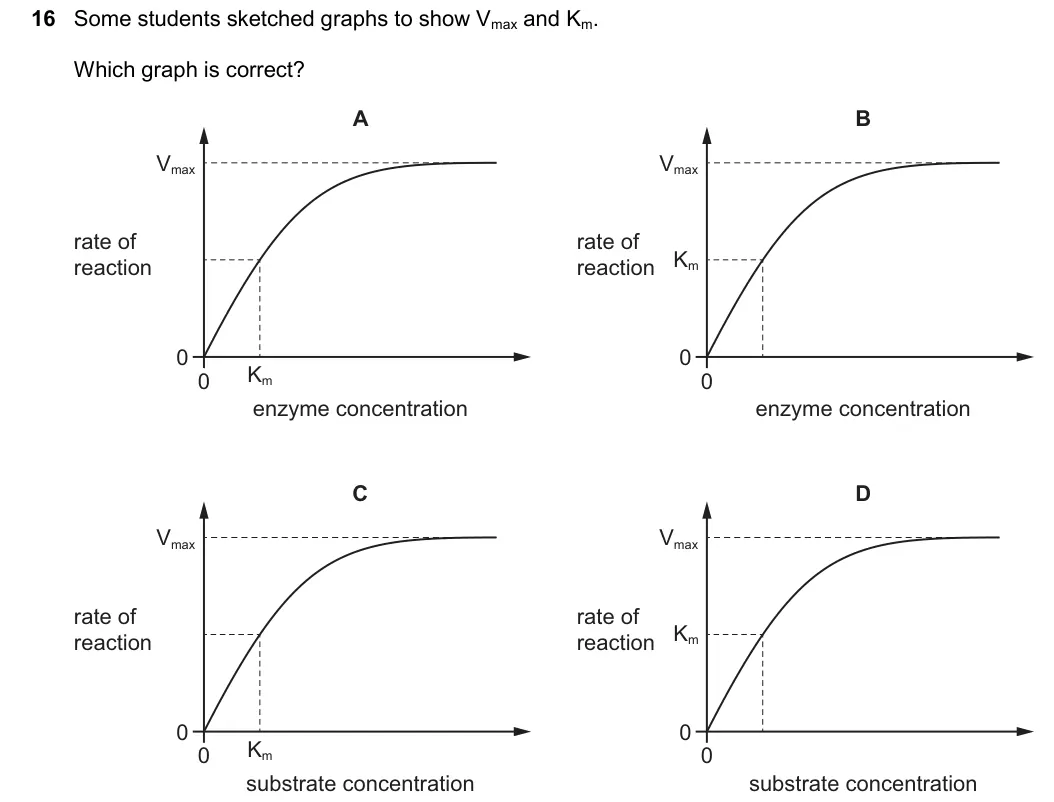 16 Some students sketched graphs to show Vmax and Km.
Which graph is correct?
A
Vmax
rate of
reaction
0
0
Km
enzyme concentration
B
Vmax
rate of
reaction
Km
0
0
enzyme concentration
C
Vmax
rate of
reaction
0
0
Km
substrate concentration
D
Vmax
rate of
reaction
Km
0
0
substrate concentration